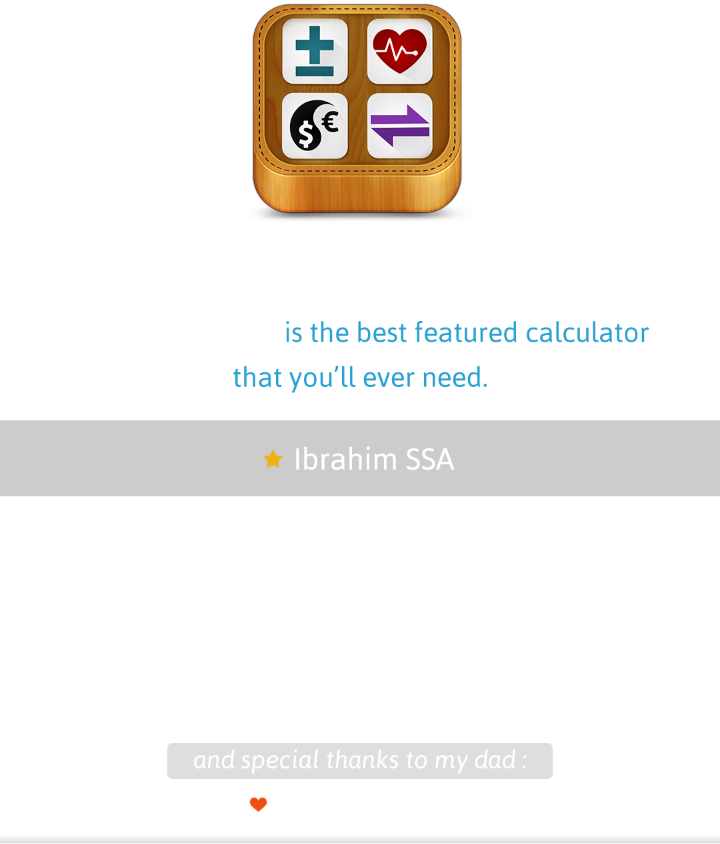 $ €
is the best featured calculator
that you’ll ever need.
Ibrahim SSA
and special thanks to my dad :